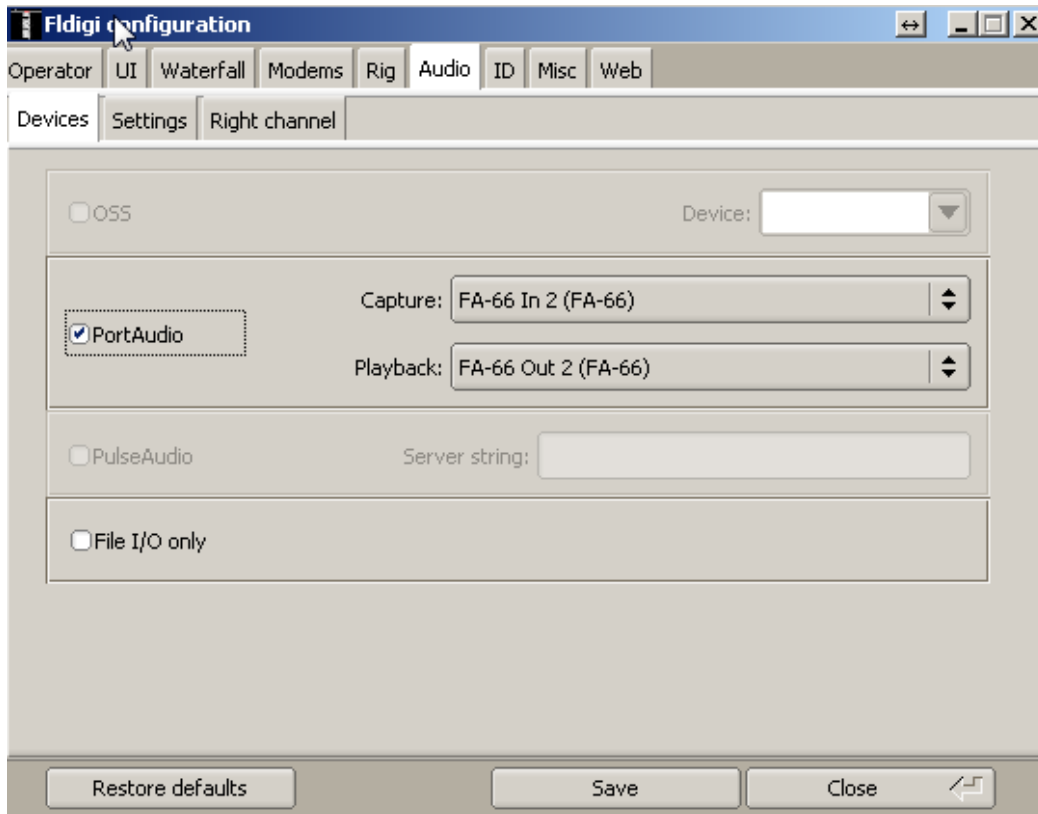 Fldigi configuration
Operator UI Waterfall Modems Rig Audio ID Misc Web
Devices Settings Right channel
OSS Device:
Capture: FA-66 In 2 (FA-66)
PortAudio
Playback: FA-66 Out 2 (FA-66)
PulseAudio Server string:
File I/O only
Restore defaults Save Close